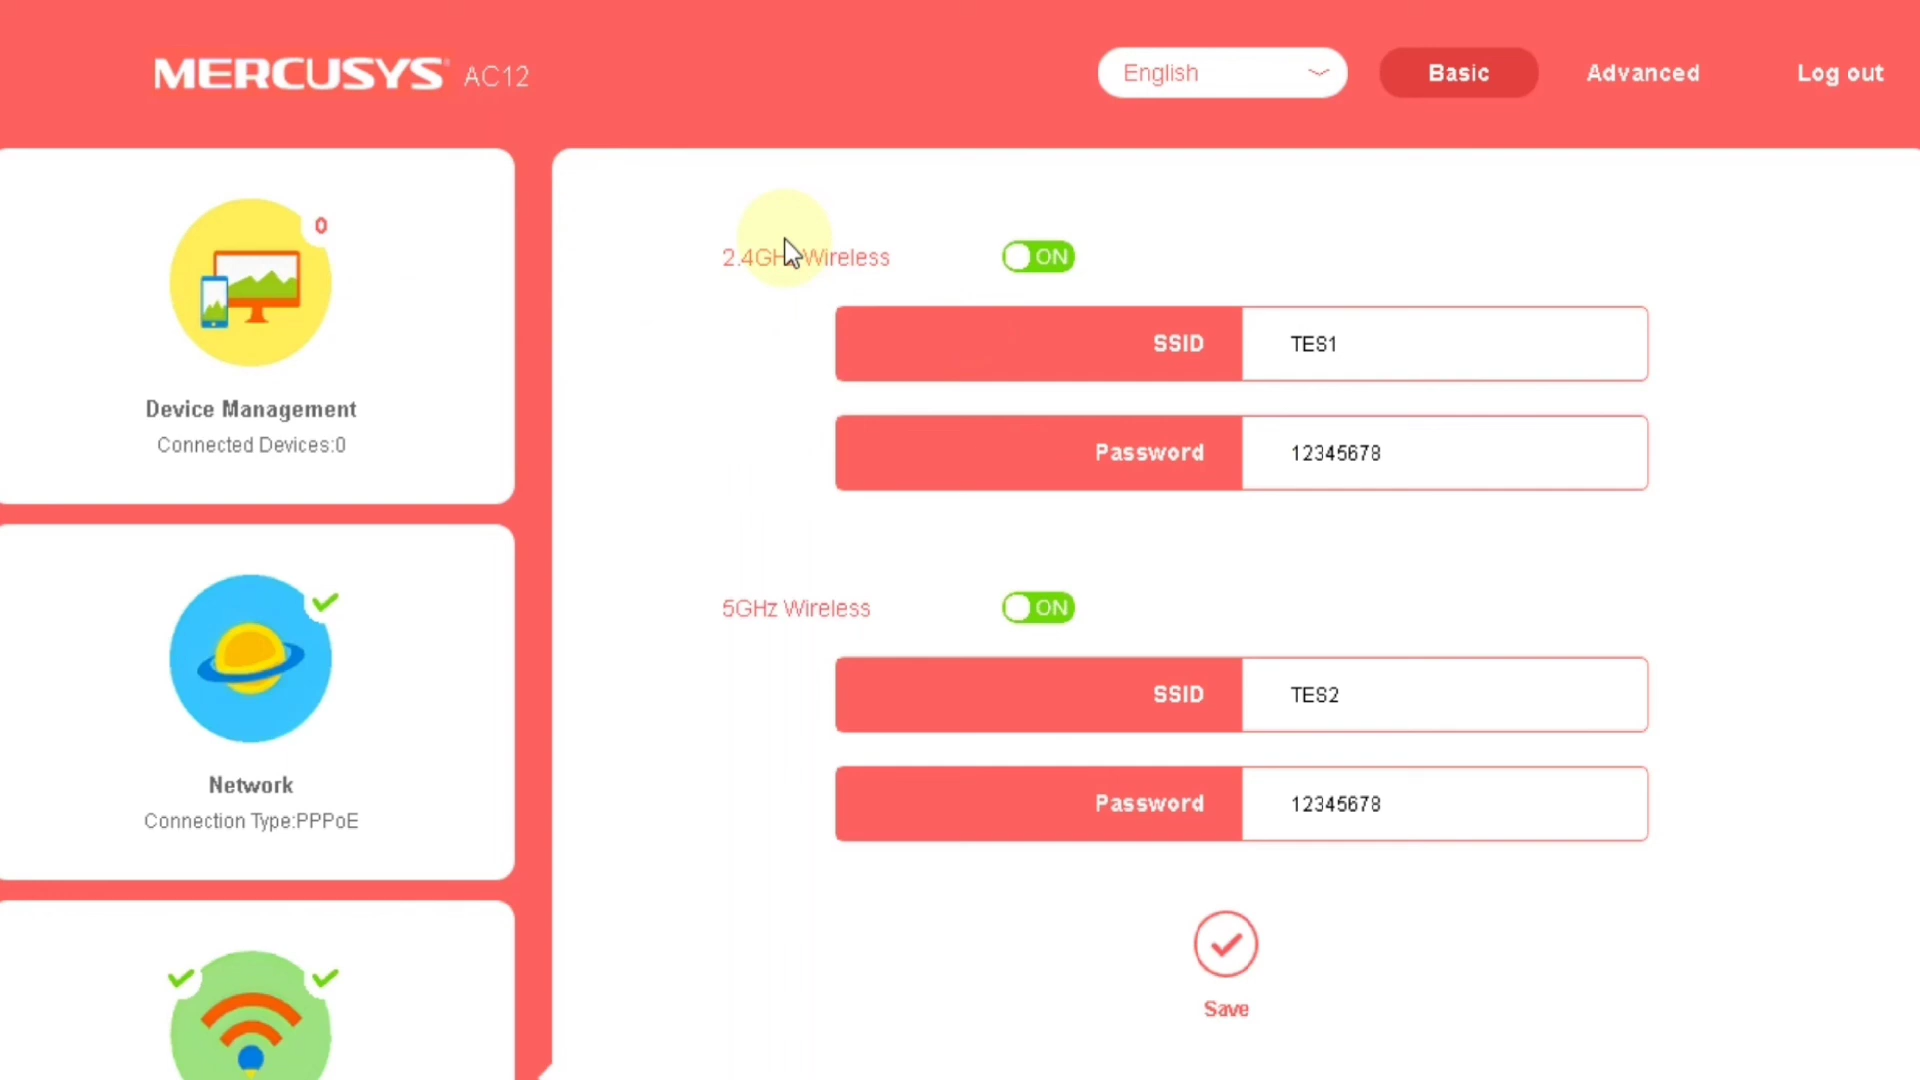 MERCUSYS AC12
English
Basic
Advanced
Log out
0
Device Management
Connected Devices:0
Network
Connection Type:PPPoE
2.4GHz Wireless
ON
SSID
TES1
Password
12345678
5GHz Wireless
ON
SSID
TES2
Password
12345678
Save